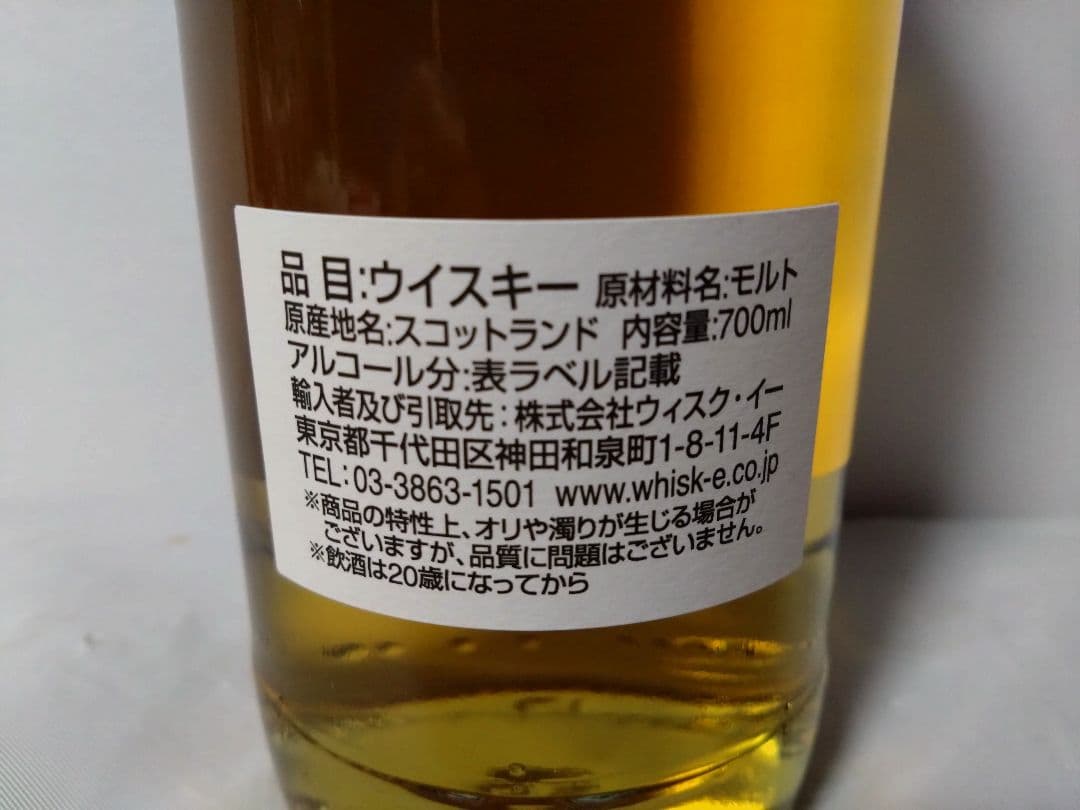 品 目:ウイスキー 原材料名:モルト
原産地名:スコットランド 内容量:700ml
アルコール分:表ラベル記載
輸入者及び引取先:株式会社ウィスク・イー
東京都千代田区神田和泉町1-8-11-4F
TEL:03-3863-1501 www.whisk-e.co.jp
※商品の特性上、オリや濁りが生じる場合が
ございますが、品質に問題はございません。
※飲酒は20歳になってから